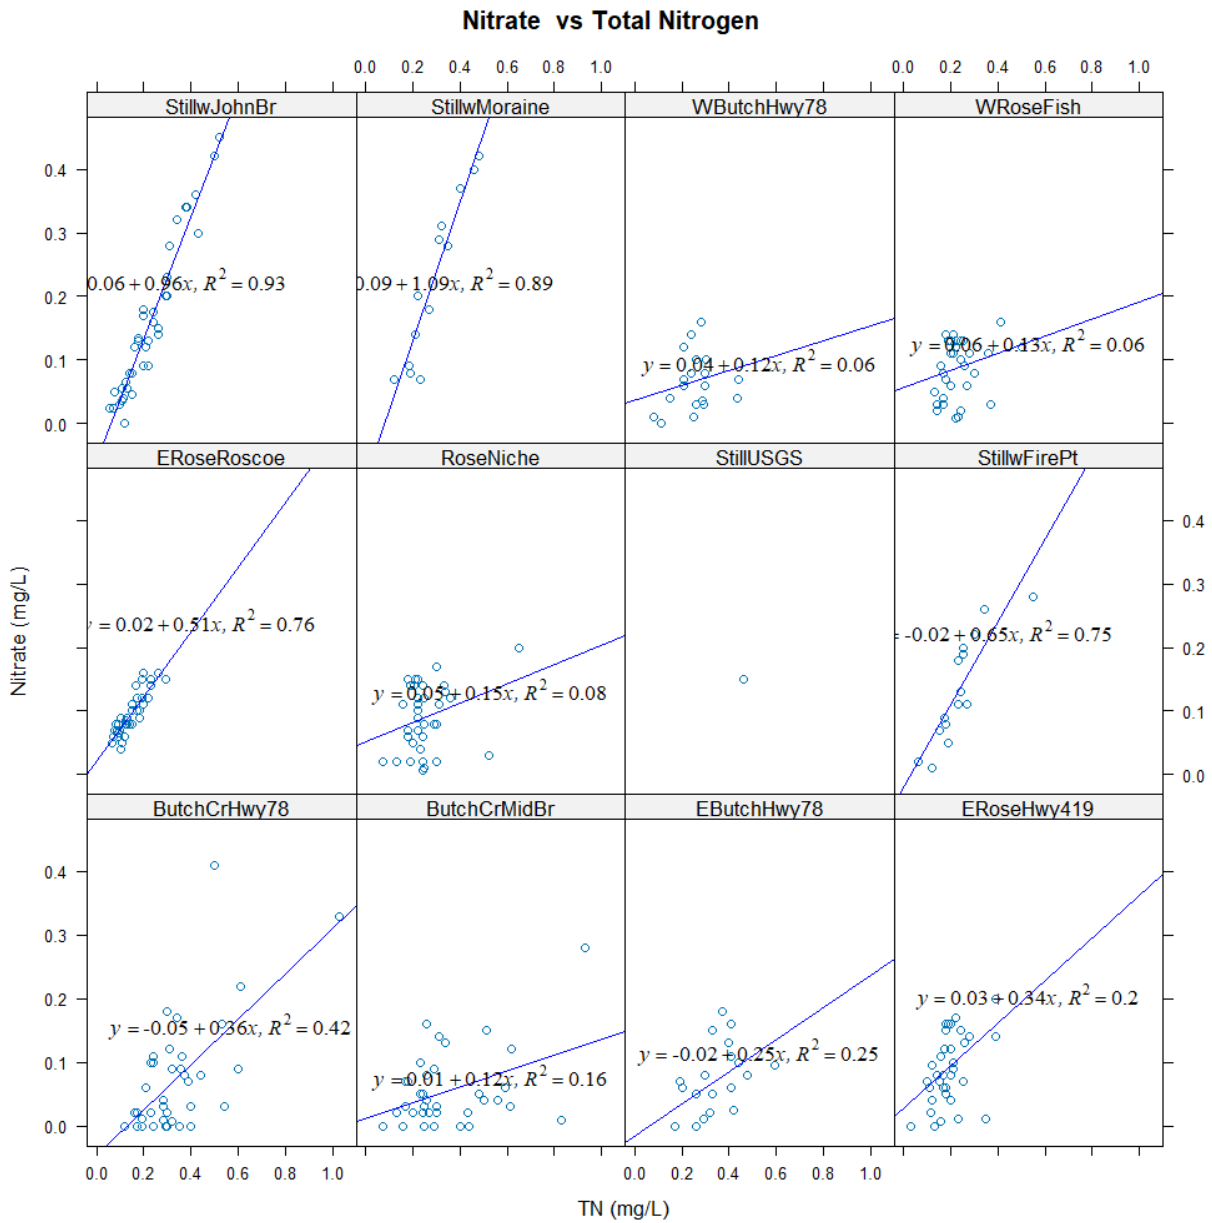 Nitrate vs Total Nitrogen
0.0 0.2 0.4 0.6 0.8 1.0 0.0 0.2 0.4 0.6 0.8 1.0
StillwJohnBr StillwMoraine WButchHwy78 WRoseFish
0.4
0.3
0.2
0.1
0.0
0.06 + 0.96x, R² = 0.93
0.09 + 1.09x, R² = 0.89
y = 0.04 + 0.12x, R² = 0.06
y = 0.06 + 0.13x, R² = 0.06
ERoseRoscoe RoseNiche StillUSGS StillwFirePt
y = 0.02 + 0.51x, R² = 0.76
y = 0.05 + 0.15x, R² = 0.08
= -0.02 + 0.65x, R² = 0.75
0.4
0.3
0.2
0.1
0.0
ButchCrHwy78 ButchCrMidBr EButchHwy78 ERoseHwy419
0.4
0.3
0.2
0.1
0.0
y = -0.05 + 0.36x, R² = 0.42
y = 0.01 + 0.12x, R² = 0.16
y = -0.02 + 0.25x, R² = 0.25
y = 0.03 + 0.34x, R² = 0.2
0.0 0.2 0.4 0.6 0.8 1.0 0.0 0.2 0.4 0.6 0.8 1.0
Nitrate (mg/L)
TN (mg/L)